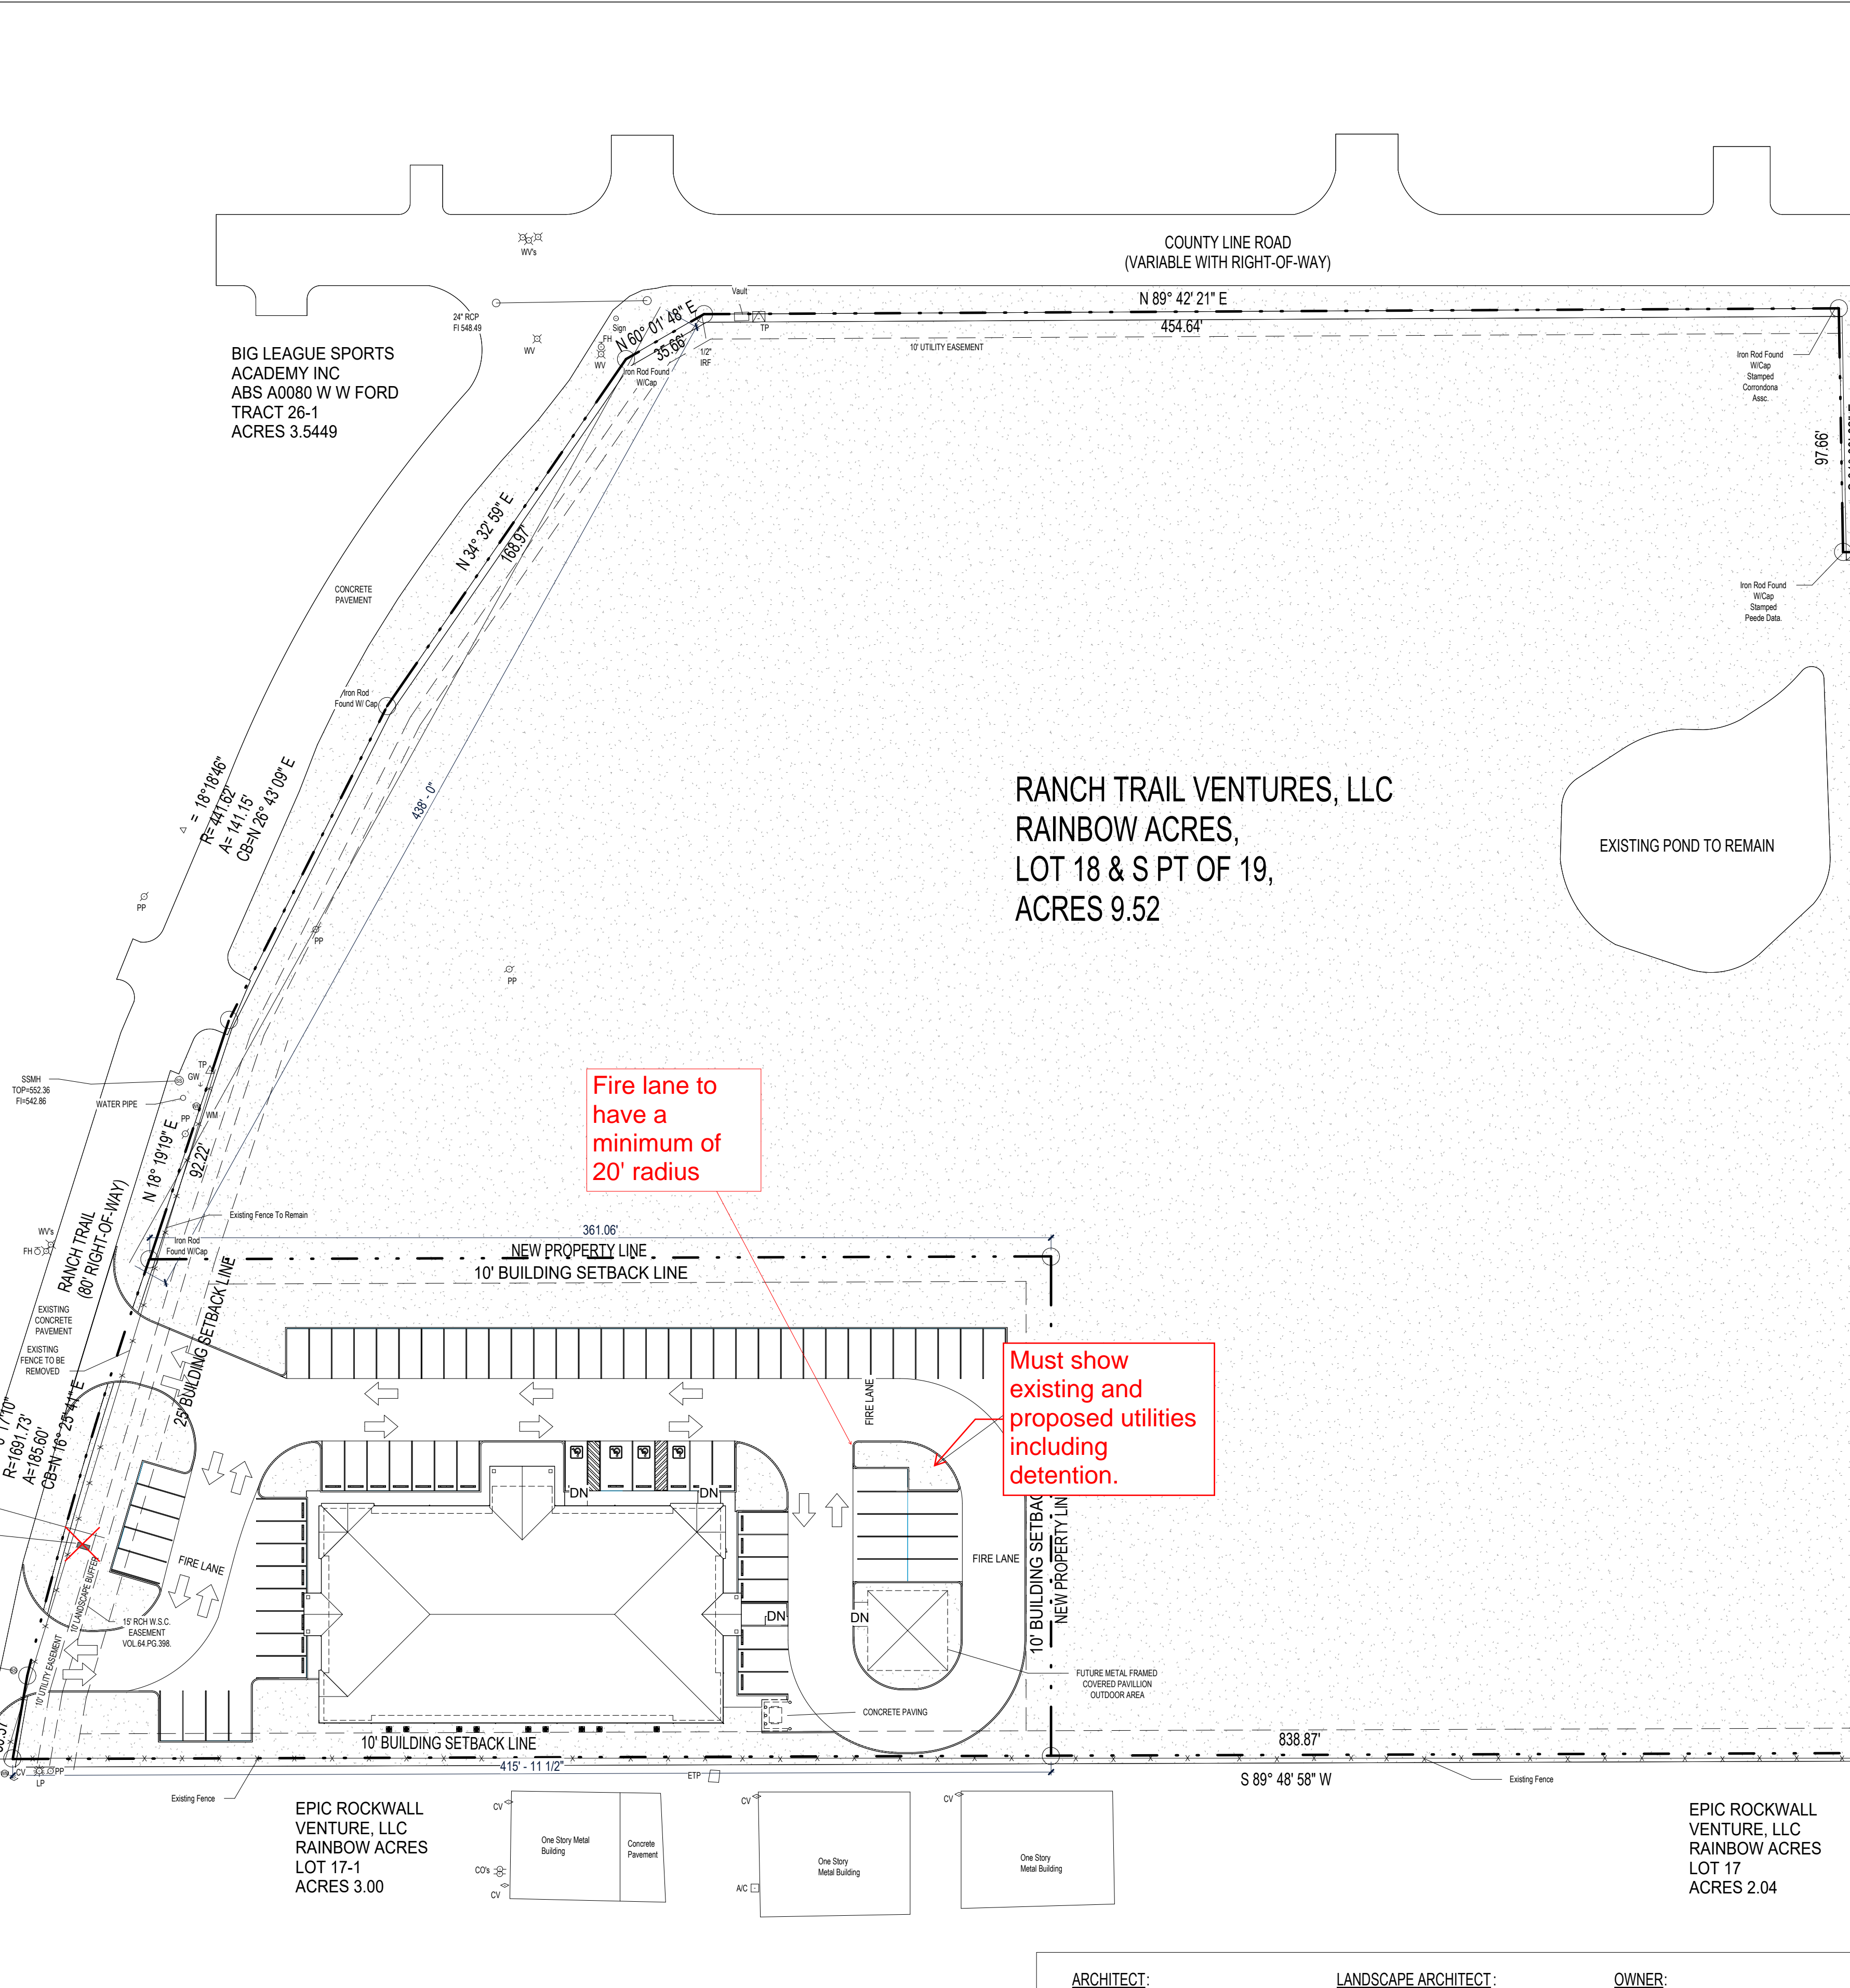 COUNTY LINE ROAD
(VARIABLE WITH RIGHT-OF-WAY)
WV's
Vault
N 89° 42' 21" E
454.64'
TP
10' UTILITY EASEMENT
24" RCP
FI 548.49
Sign
FH
WV
WV
N 60° 01' 48" E
35.66'
1/2"
IRF
Iron Rod Found
W/Cap
Iron Rod Found
W/Cap
Stamped
Corrondona
Assc.
97.66'
BIG LEAGUE SPORTS
ACADEMY INC
ABS A0080 W W FORD
TRACT 26-1
ACRES 3.5449
N 34° 32' 59" E
168.97'
CONCRETE
PAVEMENT
Iron Rod Found
W/Cap
Stamped
Peede Data.
Iron Rod
Found W/ Cap
= 18°18'46"
R= 441.62'
A= 141.15'
CB=N 26° 43' 09" E
438' - 0"
RANCH TRAIL VENTURES, LLC
RAINBOW ACRES,
LOT 18 & S PT OF 19,
ACRES 9.52
EXISTING POND TO REMAIN
PP
PP
PP
SSMH
TOP=552.36
FI=542.86
TP
GW
WATER PIPE
WM
PP
N 18° 19'19" E
92.22'
Fire lane to
have a
minimum of
20' radius
RANCH TRAIL
(80' RIGHT-OF-WAY)
Existing Fence To Remain
WV's
FH
Iron Rod
Found W/Cap
361.06'
NEW PROPERTY LINE
10' BUILDING SETBACK LINE
25' BUILDING SETBACK LINE
EXISTING
CONCRETE
PAVEMENT
EXISTING
FENCE TO BE
REMOVED
R=1691.73'
A=185.60'
CB=N 16° 25' 41" E
FIRE LANE
Must show
existing and
proposed utilities
including
detention.
DN
DN
FIRE LANE
FIRE LANE
10' BUILDING SETBAC
NEW PROPERTY LIN
10' LANDSCAPE BUFFER
15' RCH W.S.C.
EASEMENT
VOL.64.PG.398.
10' UTILITY EASEMENT
DN
DN
FUTURE METAL FRAMED
COVERED PAVILLION
OUTDOOR AREA
CONCRETE PAVING
10' BUILDING SETBACK LINE
838.87'
415' - 11 1/2"
S 89° 48' 58" W
Existing Fence
Existing Fence
CV
PP
LP
ETP
EPIC ROCKWALL
VENTURE, LLC
RAINBOW ACRES
LOT 17-1
ACRES 3.00
CV
One Story Metal
Building
Concrete
Pavement
CO's
CV
CV
One Story
Metal Building
A/C
CV
One Story
Metal Building
EPIC ROCKWALL
VENTURE, LLC
RAINBOW ACRES
LOT 17
ACRES 2.04
ARCHITECT:
LANDSCAPE ARCHITECT:
OWNER: